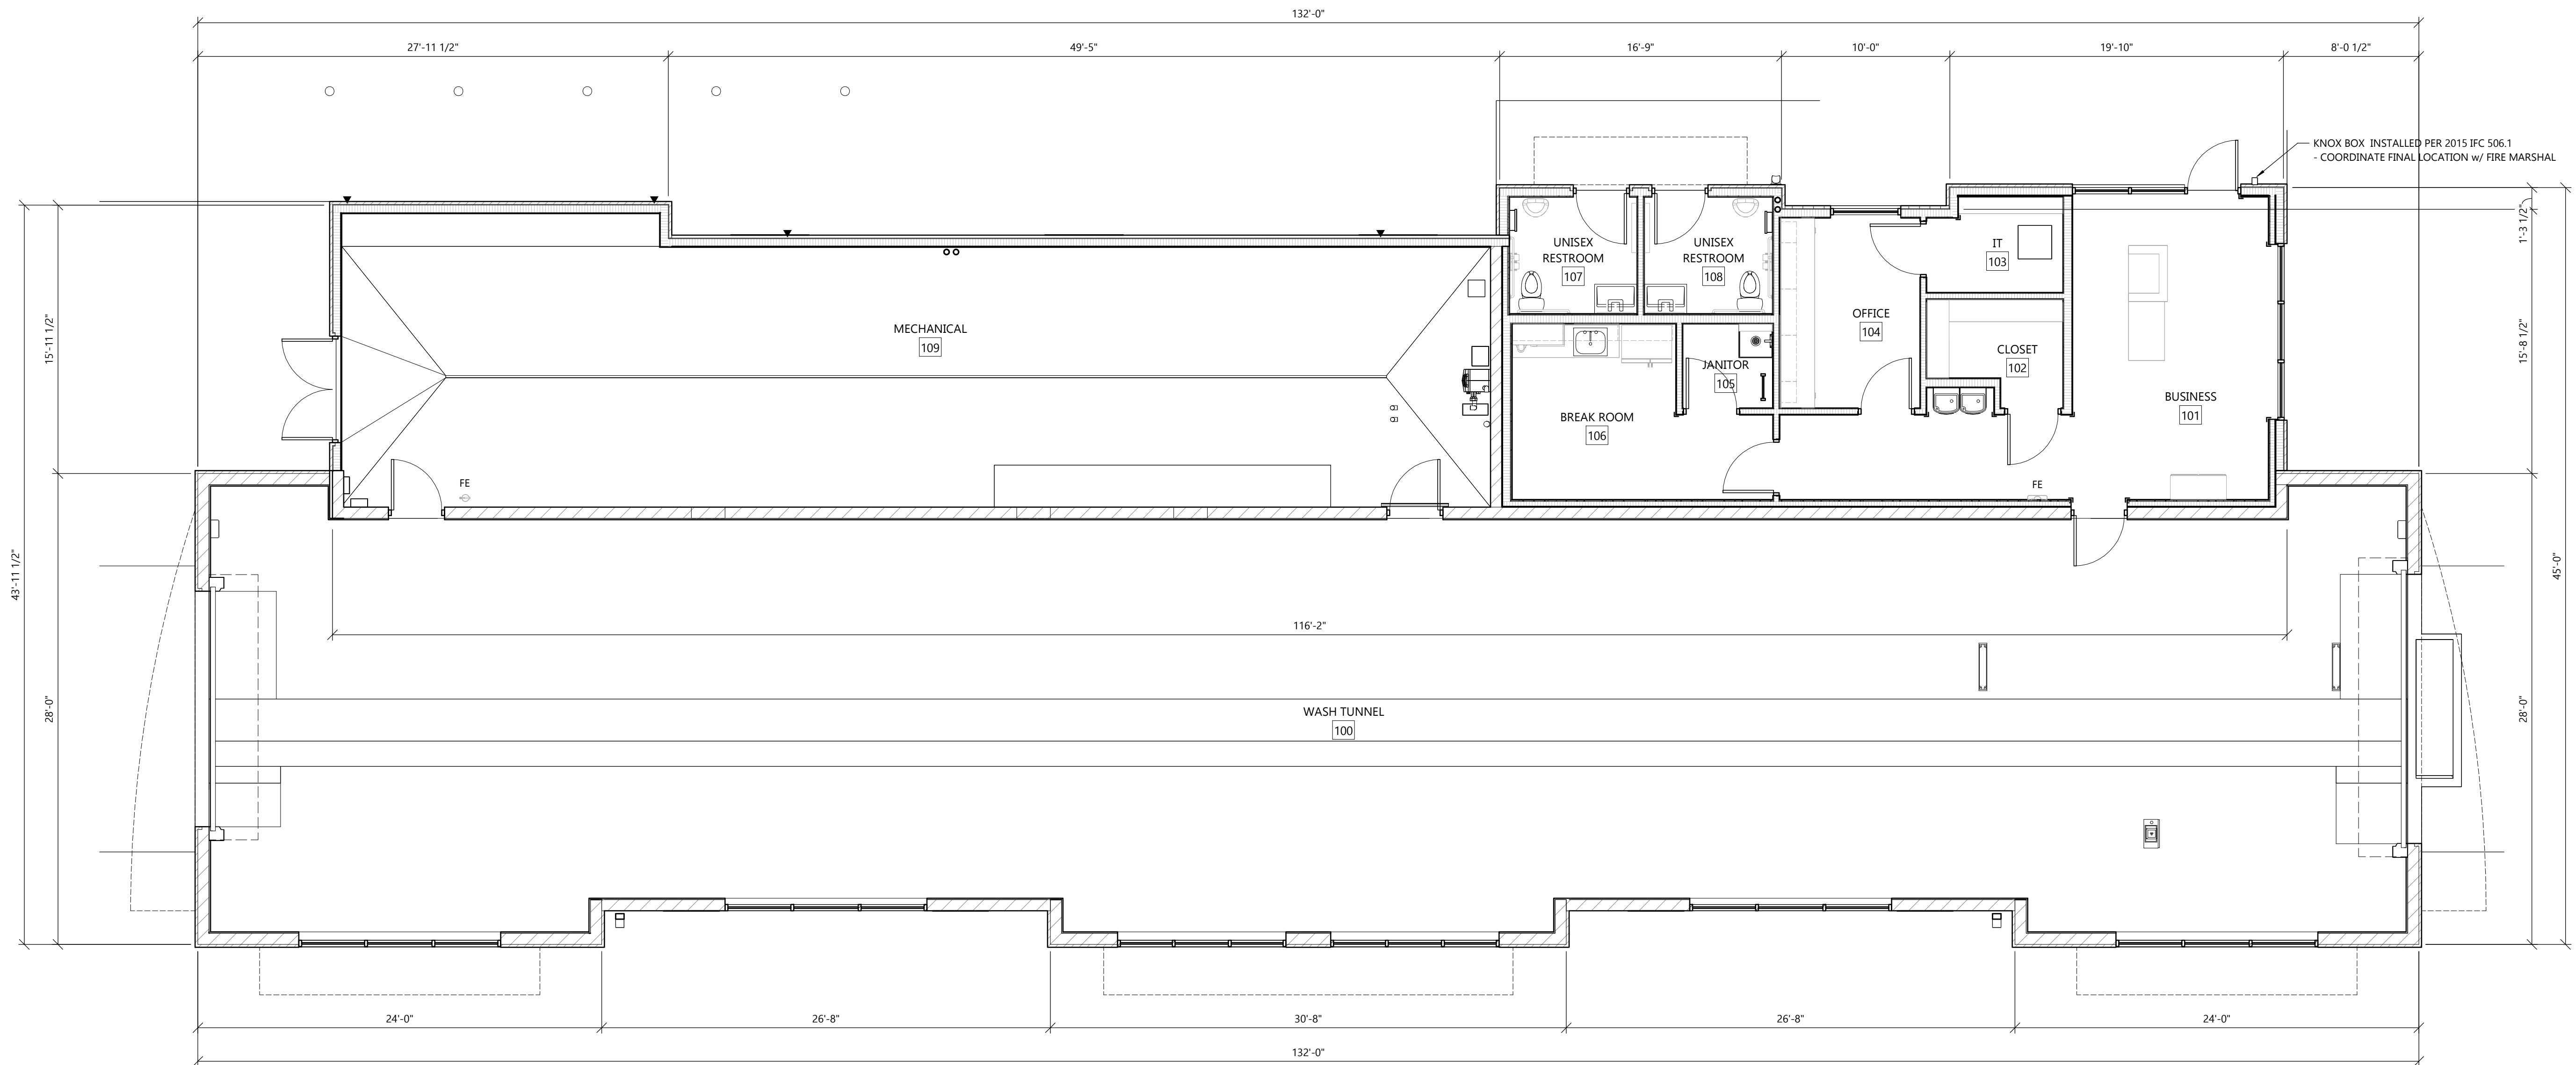 132'-0"
27'-11 1/2"
49'-5"
16'-9"
10'-0"
19'-10"
8'-0 1/2"
KNOX BOX INSTALLED PER 2015 IFC 506.1
- COORDINATE FINAL LOCATION w/ FIRE MARSHAL
1'-3 1/2"
UNISEX
RESTROOM
107
UNISEX
RESTROOM
108
IT
103
MECHANICAL
109
OFFICE
104
15'-11 1/2"
15'-8 1/2"
CLOSET
102
JANITOR
105
BUSINESS
101
BREAK ROOM
106
FE
FE
43'-11 1/2"
45'-0"
116'-2"
28'-0"
WASH TUNNEL
100
28'-0"
24'-0"
26'-8"
30'-8"
26'-8"
24'-0"
132'-0"